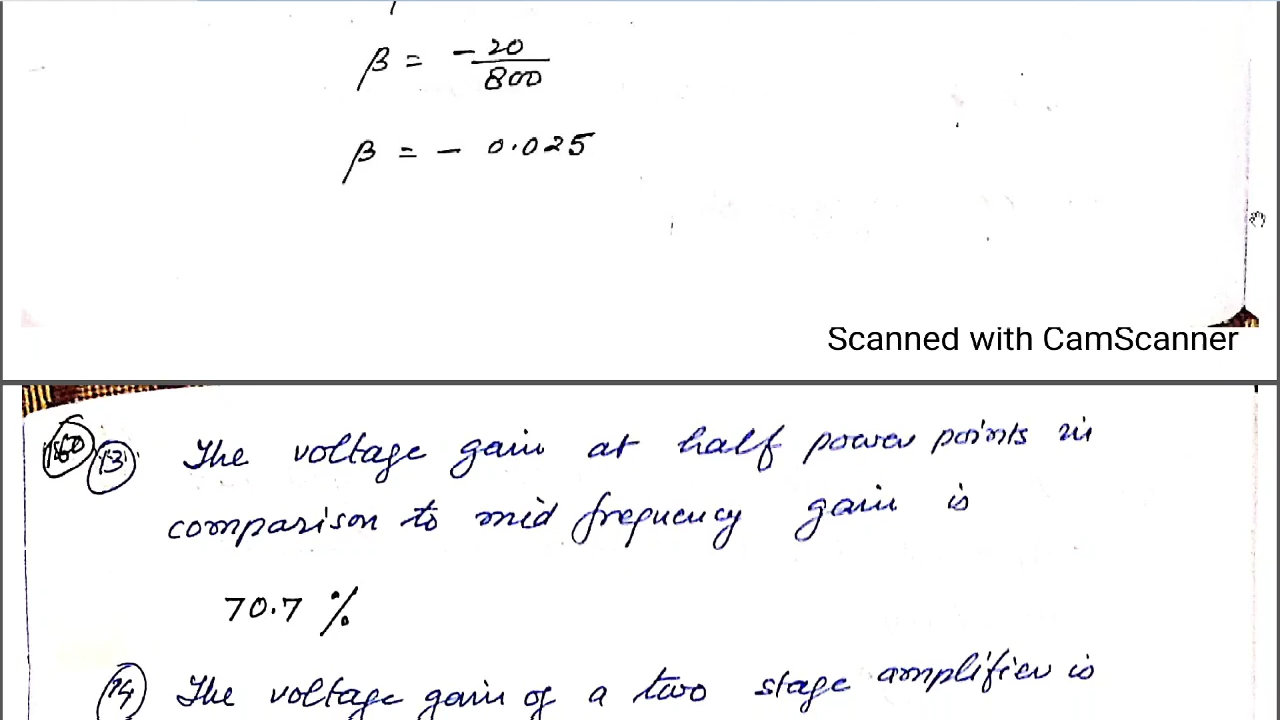 β = -20/800
β = - 0.025
Scanned with CamScanner
(13) The voltage gain at half power points in
comparison to mid frequency gain is
70.7 %
(14) The voltage gain of a two stage amplifier is